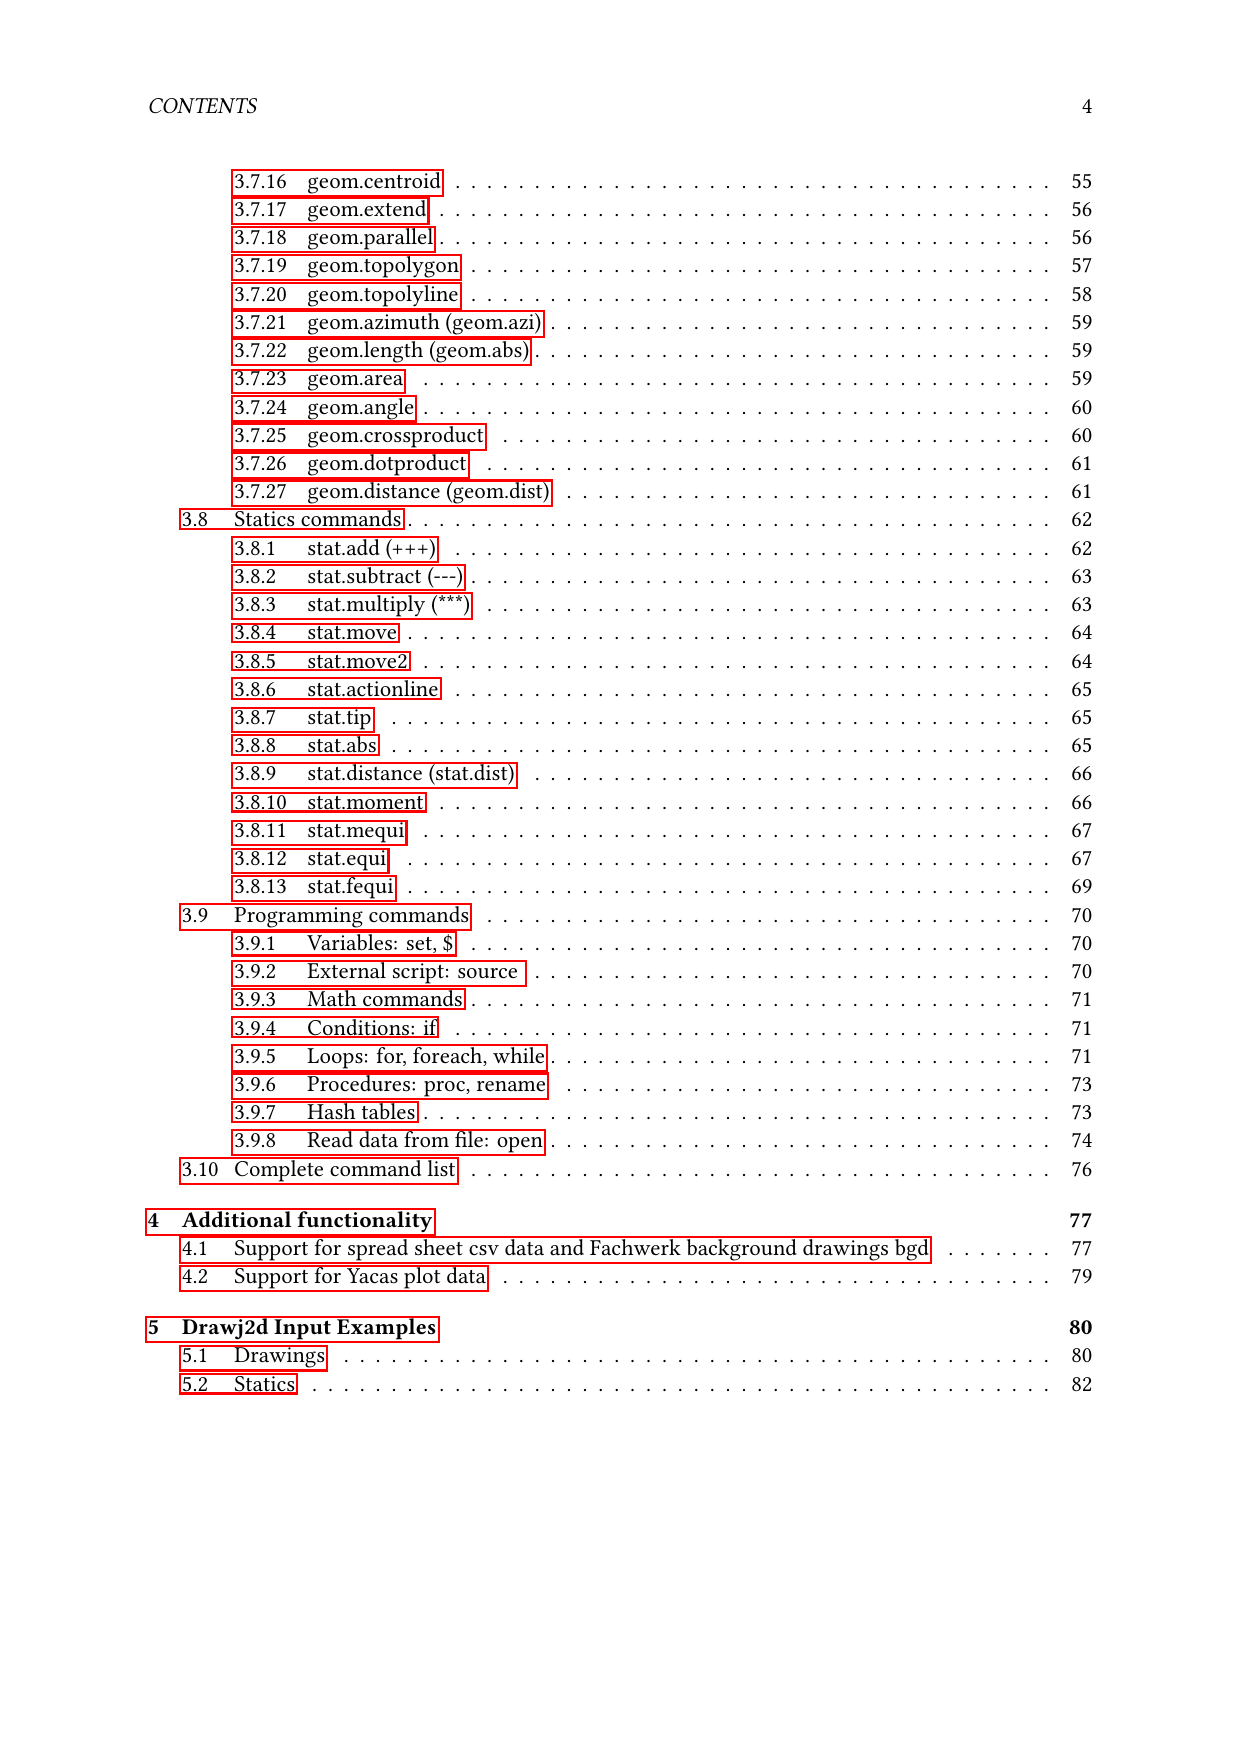 CONTENTS 4
3.7.16 geom.centroid . . . . . . . . . . . . . . . . . . . . . . . . . . . . . . . . . . . . . . 55
3.7.17 geom.extend . . . . . . . . . . . . . . . . . . . . . . . . . . . . . . . . . . . . . . . 56
3.7.18 geom.parallel . . . . . . . . . . . . . . . . . . . . . . . . . . . . . . . . . . . . . . . 56
3.7.19 geom.topolygon . . . . . . . . . . . . . . . . . . . . . . . . . . . . . . . . . . . . . 57
3.7.20 geom.topolyline . . . . . . . . . . . . . . . . . . . . . . . . . . . . . . . . . . . . . 58
3.7.21 geom.azimuth (geom.azi) . . . . . . . . . . . . . . . . . . . . . . . . . . . . . . . . 59
3.7.22 geom.length (geom.abs) . . . . . . . . . . . . . . . . . . . . . . . . . . . . . . . . . 59
3.7.23 geom.area . . . . . . . . . . . . . . . . . . . . . . . . . . . . . . . . . . . . . . . . 59
3.7.24 geom.angle . . . . . . . . . . . . . . . . . . . . . . . . . . . . . . . . . . . . . . . . 60
3.7.25 geom.crossproduct . . . . . . . . . . . . . . . . . . . . . . . . . . . . . . . . . . . 60
3.7.26 geom.dotproduct . . . . . . . . . . . . . . . . . . . . . . . . . . . . . . . . . . . . 61
3.7.27 geom.distance (geom.dist) . . . . . . . . . . . . . . . . . . . . . . . . . . . . . . . 61
3.8 Statics commands . . . . . . . . . . . . . . . . . . . . . . . . . . . . . . . . . . . . . . . . . 62
3.8.1 stat.add (+++) . . . . . . . . . . . . . . . . . . . . . . . . . . . . . . . . . . . . . . 62
3.8.2 stat.subtract (---) . . . . . . . . . . . . . . . . . . . . . . . . . . . . . . . . . . . . . 63
3.8.3 stat.multiply (***) . . . . . . . . . . . . . . . . . . . . . . . . . . . . . . . . . . . . 63
3.8.4 stat.move . . . . . . . . . . . . . . . . . . . . . . . . . . . . . . . . . . . . . . . . . 64
3.8.5 stat.move2 . . . . . . . . . . . . . . . . . . . . . . . . . . . . . . . . . . . . . . . . 64
3.8.6 stat.actionline . . . . . . . . . . . . . . . . . . . . . . . . . . . . . . . . . . . . . . 65
3.8.7 stat.tip . . . . . . . . . . . . . . . . . . . . . . . . . . . . . . . . . . . . . . . . . . 65
3.8.8 stat.abs . . . . . . . . . . . . . . . . . . . . . . . . . . . . . . . . . . . . . . . . . . 65
3.8.9 stat.distance (stat.dist) . . . . . . . . . . . . . . . . . . . . . . . . . . . . . . . . . 66
3.8.10 stat.moment . . . . . . . . . . . . . . . . . . . . . . . . . . . . . . . . . . . . . . . 66
3.8.11 stat.mequi . . . . . . . . . . . . . . . . . . . . . . . . . . . . . . . . . . . . . . . . 67
3.8.12 stat.equi . . . . . . . . . . . . . . . . . . . . . . . . . . . . . . . . . . . . . . . . . 67
3.8.13 stat.fequi . . . . . . . . . . . . . . . . . . . . . . . . . . . . . . . . . . . . . . . . . 69
3.9 Programming commands . . . . . . . . . . . . . . . . . . . . . . . . . . . . . . . . . . . . 70
3.9.1 Variables: set, $ . . . . . . . . . . . . . . . . . . . . . . . . . . . . . . . . . . . . . 70
3.9.2 External script: source . . . . . . . . . . . . . . . . . . . . . . . . . . . . . . . . . 70
3.9.3 Math commands . . . . . . . . . . . . . . . . . . . . . . . . . . . . . . . . . . . . . 71
3.9.4 Conditions: if . . . . . . . . . . . . . . . . . . . . . . . . . . . . . . . . . . . . . . 71
3.9.5 Loops: for, foreach, while . . . . . . . . . . . . . . . . . . . . . . . . . . . . . . . . 71
3.9.6 Procedures: proc, rename . . . . . . . . . . . . . . . . . . . . . . . . . . . . . . . 73
3.9.7 Hash tables . . . . . . . . . . . . . . . . . . . . . . . . . . . . . . . . . . . . . . . . 73
3.9.8 Read data from file: open . . . . . . . . . . . . . . . . . . . . . . . . . . . . . . . . 74
3.10 Complete command list . . . . . . . . . . . . . . . . . . . . . . . . . . . . . . . . . . . . . 76
4 Additional functionality 77
4.1 Support for spread sheet csv data and Fachwerk background drawings bgd . . . . . . . 77
4.2 Support for Yacas plot data . . . . . . . . . . . . . . . . . . . . . . . . . . . . . . . . . . . 79
5 Drawj2d Input Examples 80
5.1 Drawings . . . . . . . . . . . . . . . . . . . . . . . . . . . . . . . . . . . . . . . . . . . . . 80
5.2 Statics . . . . . . . . . . . . . . . . . . . . . . . . . . . . . . . . . . . . . . . . . . . . . . . 82